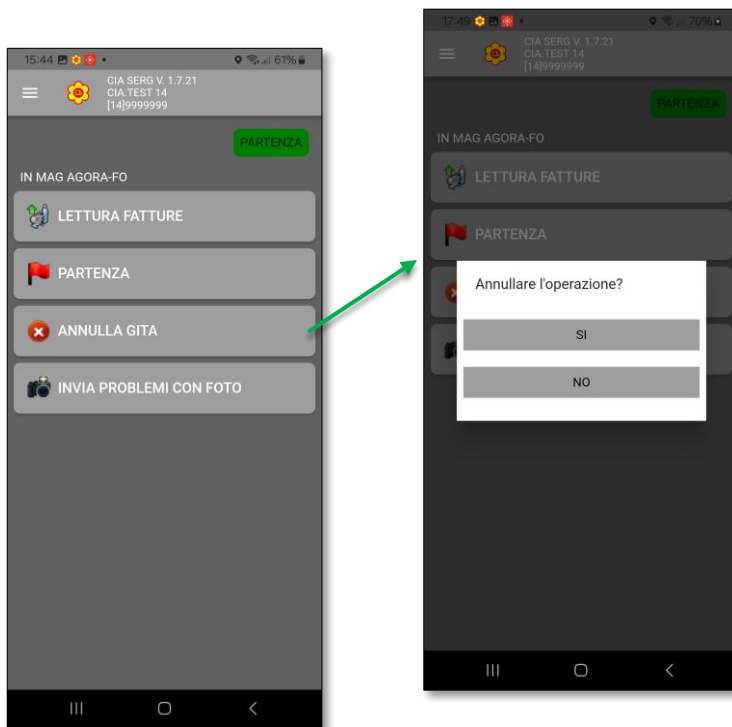 15:44
61%
CIA SERG V. 1.7.21
CIA.TEST 14
[14]9999999
PARTENZA
IN MAG AGORA-FO
LETTURA FATTURE
PARTENZA
ANNULLA GITA
INVIA PROBLEMI CON FOTO
17:49
70%
CIA SERG V. 1.7.21
CIA.TEST 14
[14]9999999
PARTENZA
IN MAG AGORA-FO
LETTURA FATTURE
PARTENZA
Annullare l'operazione?
SI
NO